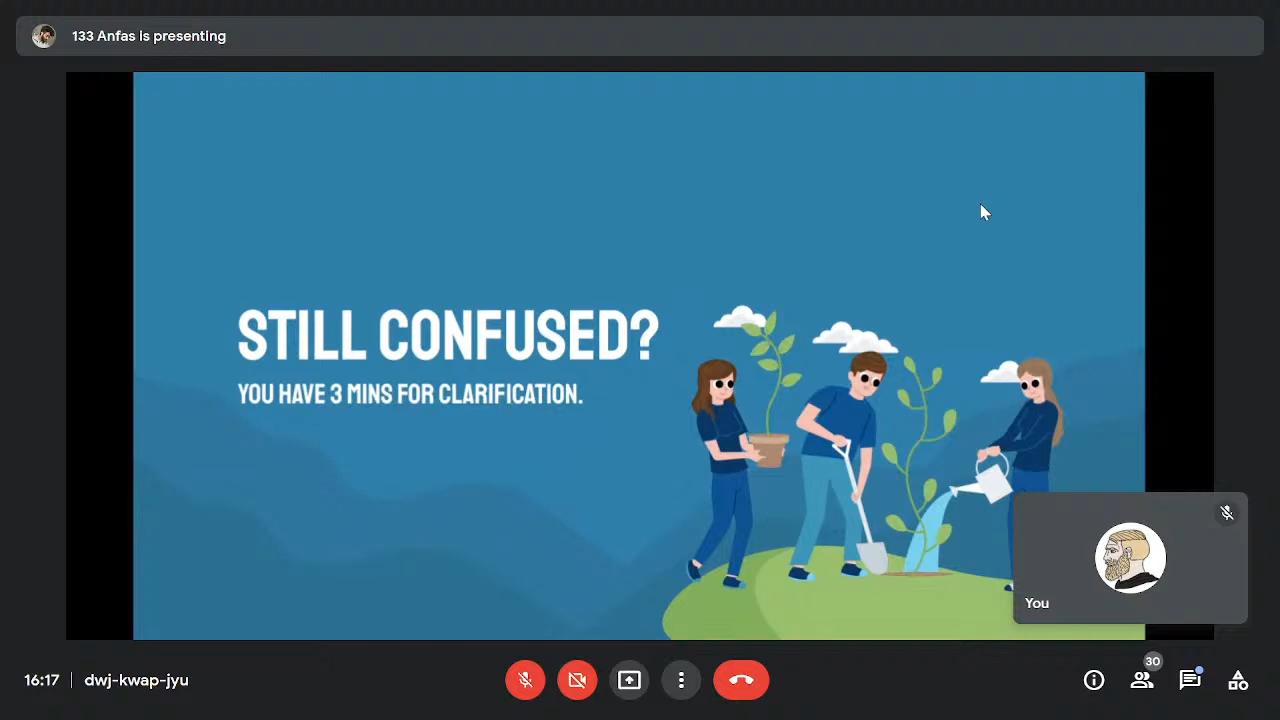 133 Anfas is presenting
STILL CONFUSED?
YOU HAVE 3 MINS FOR CLARIFICATION.
You
16:17 | dwj-kwap-jyu
30